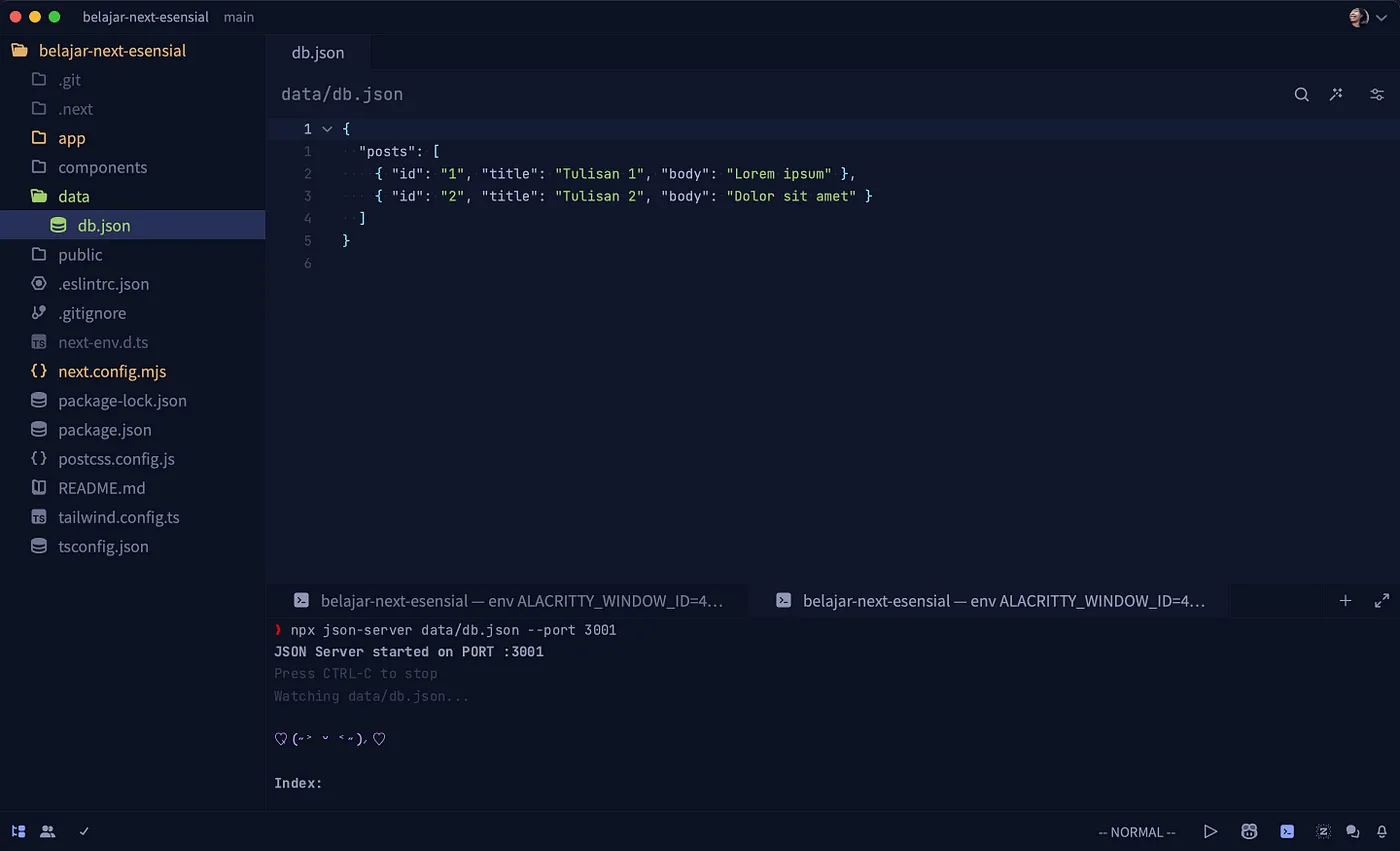 belajar-next-esensial main
belajar-next-esensial
.git
.next
app
components
data
db.json
public
.eslintrc.json
.gitignore
next-env.d.ts
next.config.mjs
package-lock.json
package.json
postcss.config.js
README.md
tailwind.config.ts
tsconfig.json
db.json
data/db.json
1 {
1 "posts": [
2 { "id": "1", "title": "Tulisan 1", "body": "Lorem ipsum" },
3 { "id": "2", "title": "Tulisan 2", "body": "Dolor sit amet" }
4 ]
5 }
6
belajar-next-esensial — env ALACRITTY_WINDOW_ID=4… belajar-next-esensial — env ALACRITTY_WINDOW_ID=4…
❯ npx json-server data/db.json --port 3001
JSON Server started on PORT :3001
Press CTRL-C to stop
Watching data/db.json...
♡(˶˃ ᵕ ˂˶).♡
Index:
-- NORMAL --